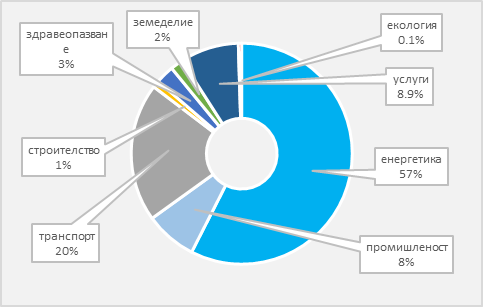 земеделие
2%
екология
0.1%
здравеопазван
е
3%
услуги
8.9%
строителство
1%
енергетика
57%
транспорт
20%
промишленост
8%